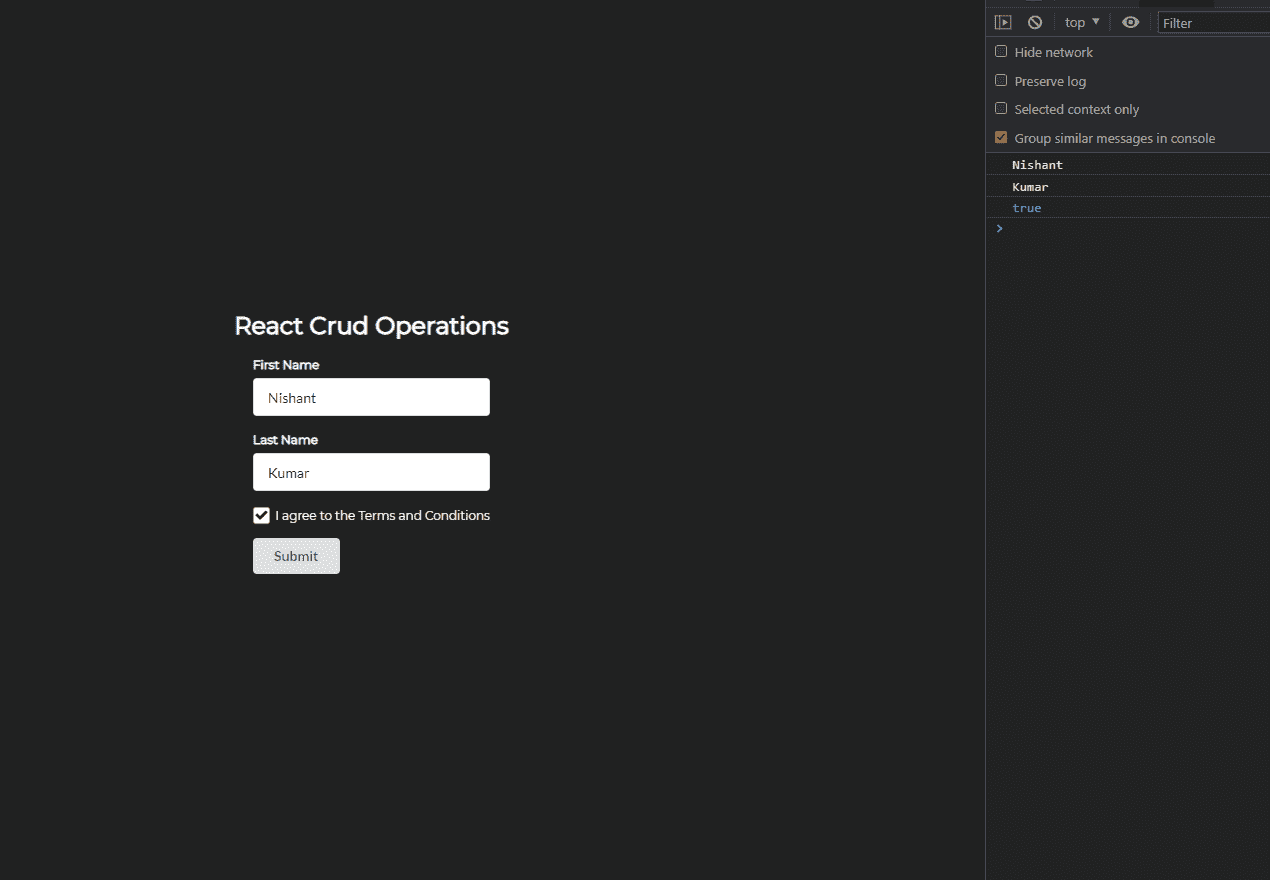 React Crud Operations
First Name
Nishant
Last Name
Kumar
I agree to the Terms and Conditions
Submit
top
Filter
Hide network
Preserve log
Selected context only
Group similar messages in console
Nishant
Kumar
true